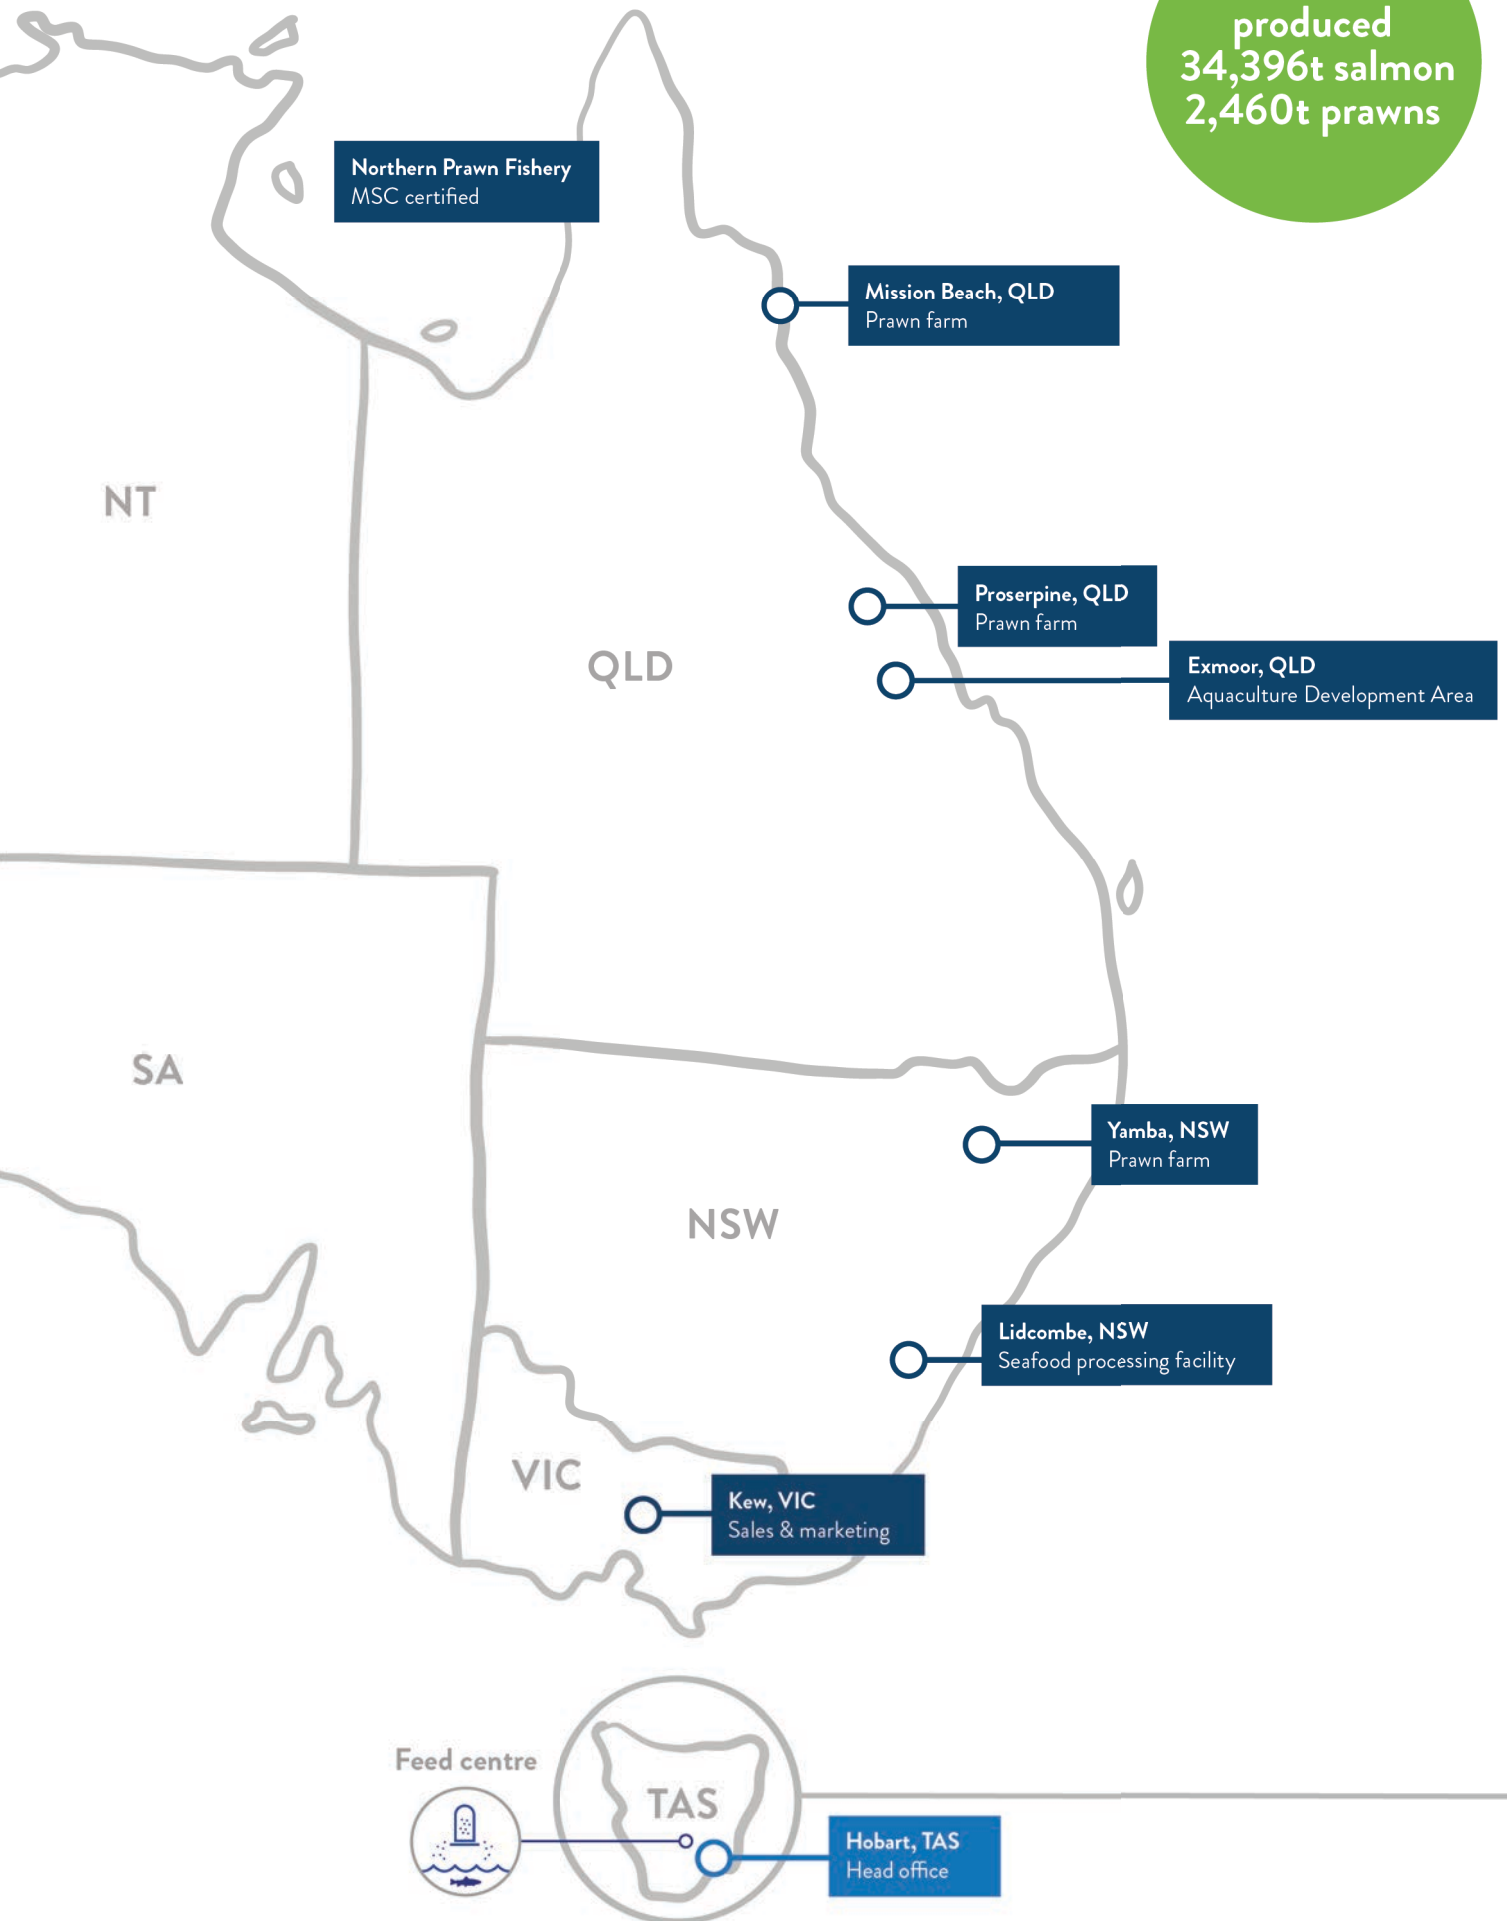 produced
34,396t salmon
2,460t prawns
Northern Prawn Fishery
MSC certified
Mission Beach, QLD
Prawn farm
NT
Proserpine, QLD
Prawn farm
QLD
Exmoor, QLD
Aquaculture Development Area
SA
Yamba, NSW
Prawn farm
NSW
Lidcombe, NSW
Seafood processing facility
VIC
Kew, VIC
Sales & marketing
Feed centre
TAS
Hobart, TAS
Head office